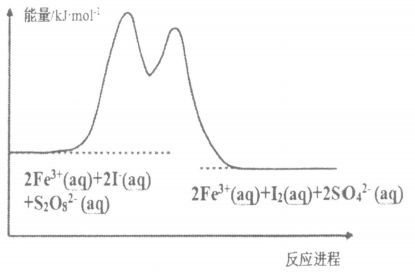 能量/kJ·mol⁻¹
2Fe³⁺(aq)+2I⁻(aq)
+S₂O₈²⁻(aq)
2Fe³⁺(aq)+I₂(aq)+2SO₄²⁻(aq)
反应进程